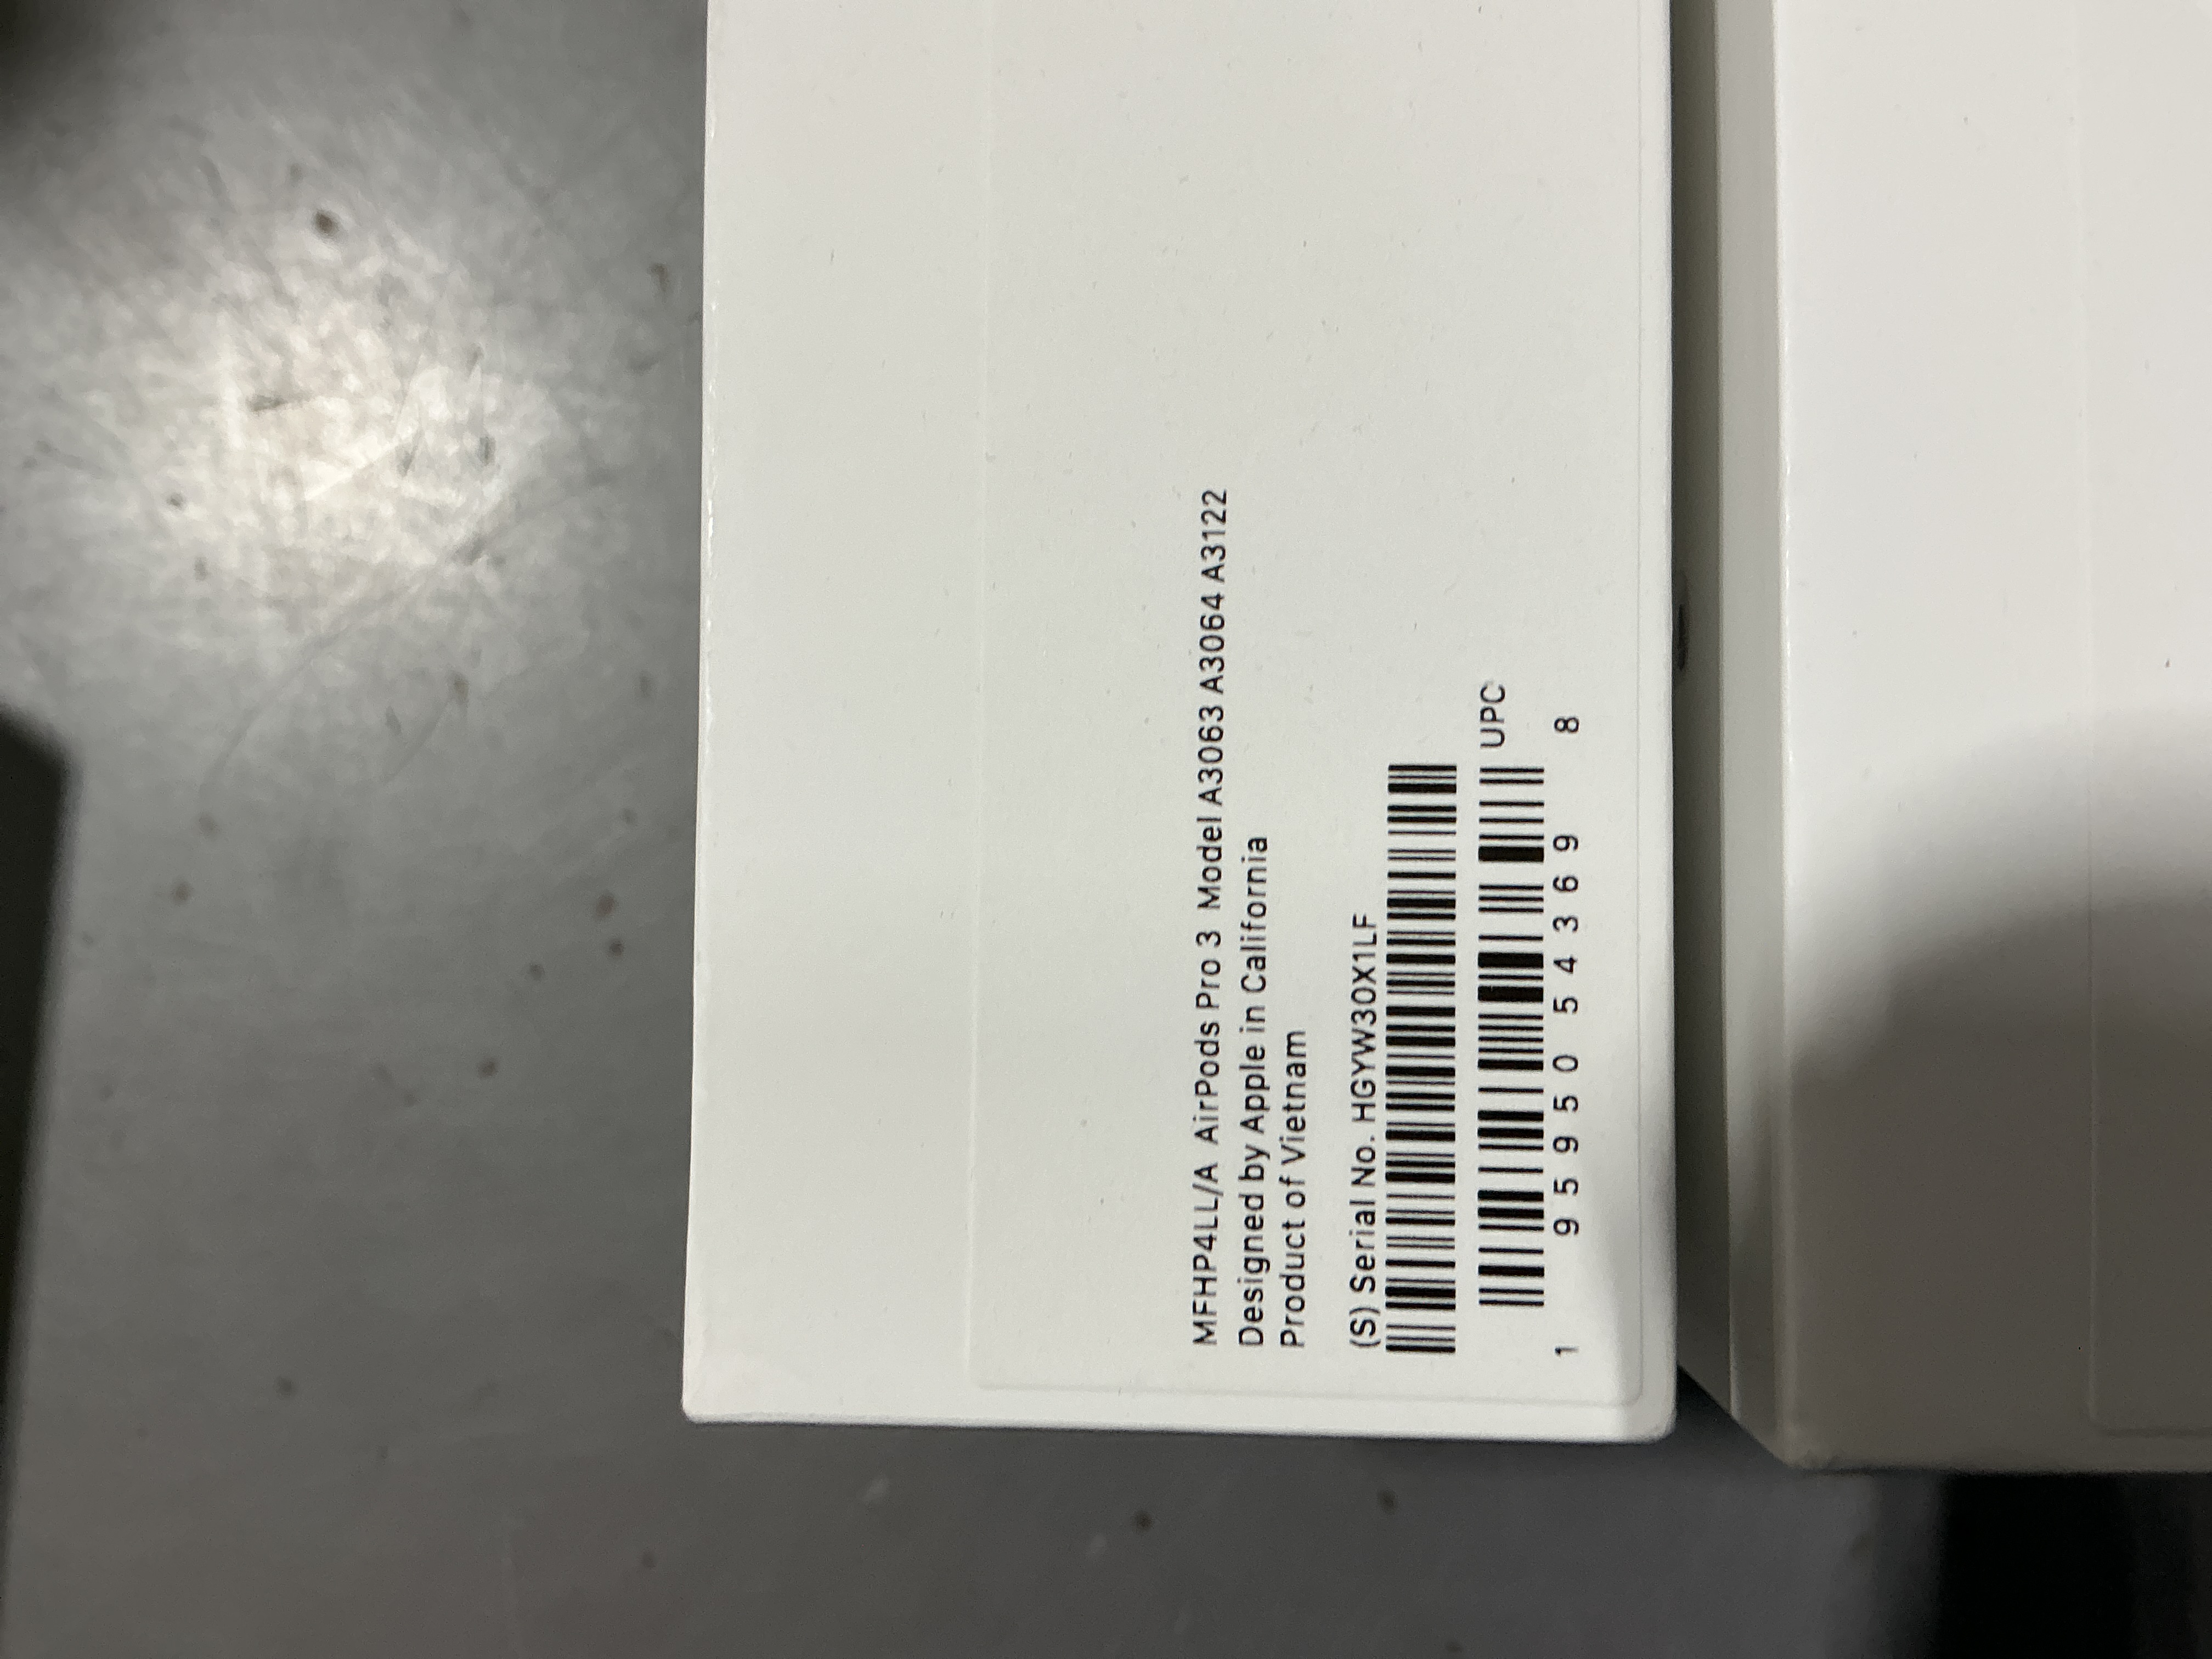 MFHP4LL/A AirPods Pro 3 Model A3063 A3064 A3122
Designed by Apple in California
Product of Vietnam
(S) Serial No. HGYW30X1LF
UPC
1 95950 54369 8